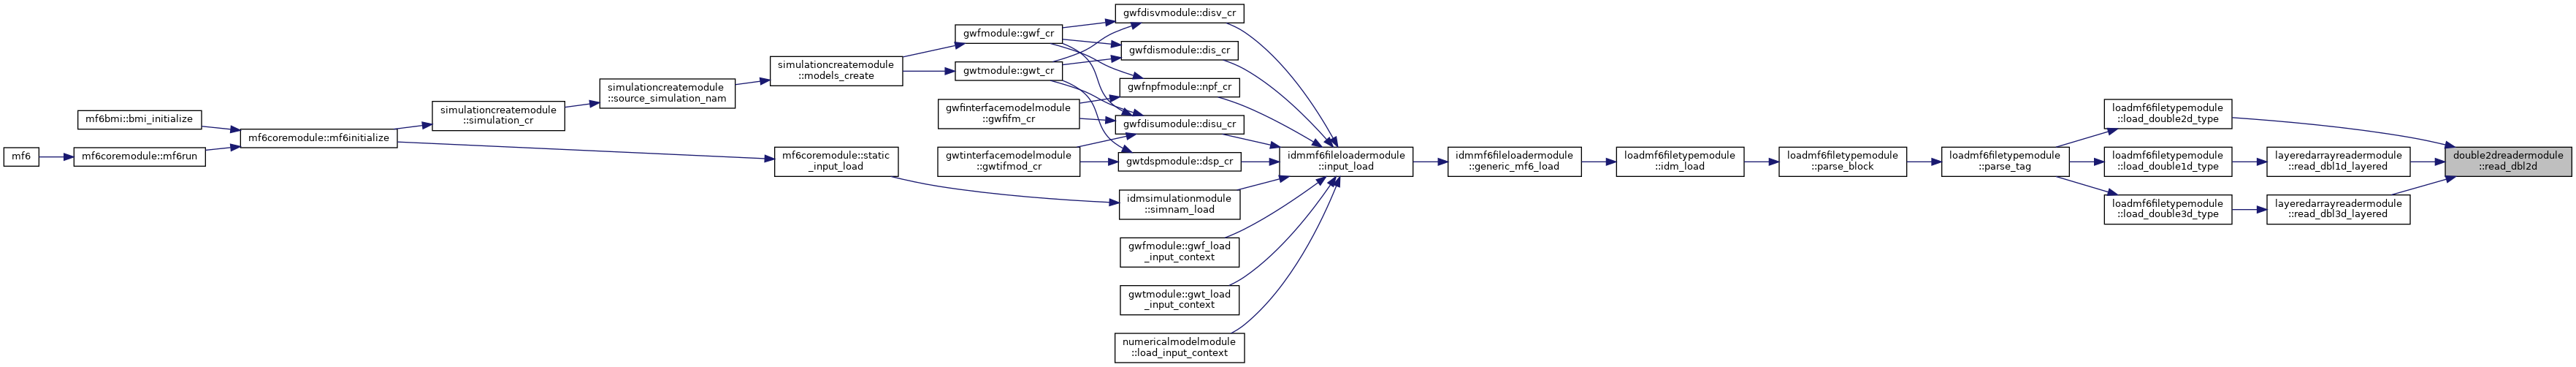 mf6
mf6bmi::bmi_initialize
mf6coremodule::mf6run
mf6coremodule::mf6initialize
simulationcreatemodule
::simulation_cr
simulationcreatemodule
::source_simulation_nam
simulationcreatemodule
::models_create
mf6coremodule::static
_input_load
gwfmodule::gwf_cr
gwtmodule::gwt_cr
gwfinterfacemodelmodule
::gwfifm_cr
gwtinterfacemodelmodule
::gwtifmod_cr
gwfdisvmodule::disv_cr
gwfdismodule::dis_cr
gwfnpfmodule::npf_cr
gwfdisumodule::disu_cr
gwtdspmodule::dsp_cr
idmsimulationmodule
::simnam_load
gwfmodule::gwf_load
_input_context
gwtmodule::gwt_load
_input_context
numericalmodelmodule
::load_input_context
idmmf6fileloadermodule
::input_load
idmmf6fileloadermodule
::generic_mf6_load
loadmf6filetypemodule
::idm_load
loadmf6filetypemodule
::parse_block
loadmf6filetypemodule
::parse_tag
loadmf6filetypemodule
::load_double2d_type
loadmf6filetypemodule
::load_double1d_type
loadmf6filetypemodule
::load_double3d_type
layeredarrayreadermodule
::read_dbl1d_layered
layeredarrayreadermodule
::read_dbl3d_layered
double2dreadermodule
::read_dbl2d